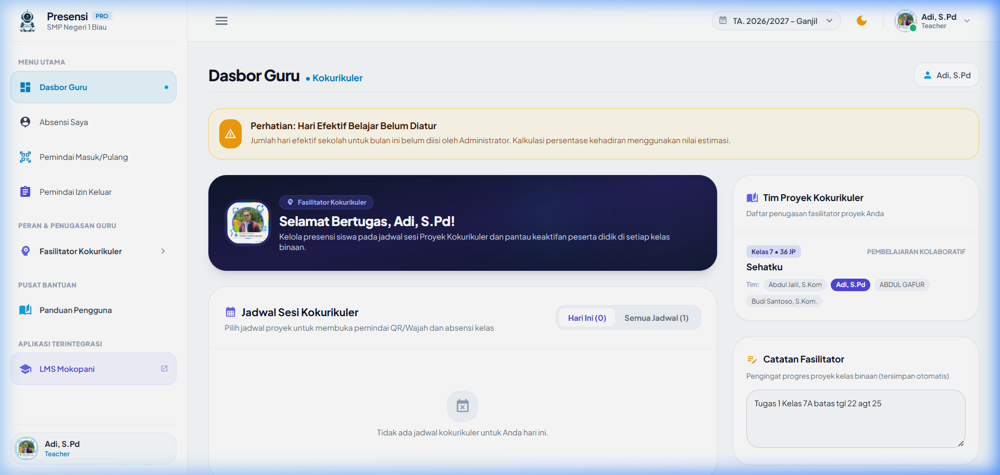 Presensi PRO
SMP Negeri 1 Biau
TA. 2026/2027 - Ganjil
Adi, S.Pd
Teacher
MENU UTAMA
Dasbor Guru
Absensi Saya
Pemindai Masuk/Pulang
Pemindai Izin Keluar
PERAN & PENUGASAN GURU
Fasilitator Kokurikuler
PUSAT BANTUAN
Panduan Pengguna
APLIKASI TERINTEGRASI
LMS Mokopani
Adi, S.Pd
Teacher
Dasbor Guru • Kokurikuler
Adi, S.Pd
Perhatian: Hari Efektif Belajar Belum Diatur
Jumlah hari efektif sekolah untuk bulan ini belum diisi oleh Administrator. Kalkulasi persentase kehadiran menggunakan nilai estimasi.
Fasilitator Kokurikuler
Selamat Bertugas, Adi, S.Pd!
Kelola presensi siswa pada jadwal sesi Proyek Kokurikuler dan pantau keaktifan peserta didik di setiap kelas
binaan.
Jadwal Sesi Kokurikuler
Pilih jadwal proyek untuk membuka pemindai QR/Wajah dan absensi kelas
Hari Ini (0)
Semua Jadwal (1)
Tidak ada jadwal kokurikuler untuk Anda hari ini.
Tim Proyek Kokurikuler
Daftar penugasan fasilitator proyek Anda
Kelas 7 • 36 JP
PEMBELAJARAN KOLABORATIF
Sehatku
Tim: Abdul Jalil, S.Kom Adi, S.Pd ABDUL GAFUR
Budi Santoso, S.Kom.
Catatan Fasilitator
Pengingat progres proyek kelas binaan (tersimpan otomatis)
Tugas 1 Kelas 7A batas tgl 22 agt 25